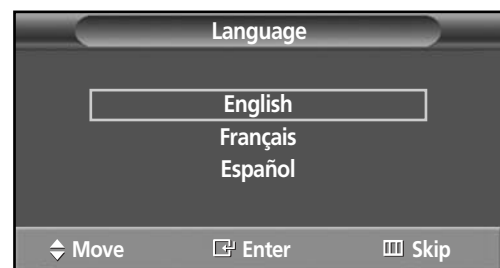 Language
English
Français
Español
Move Enter Skip